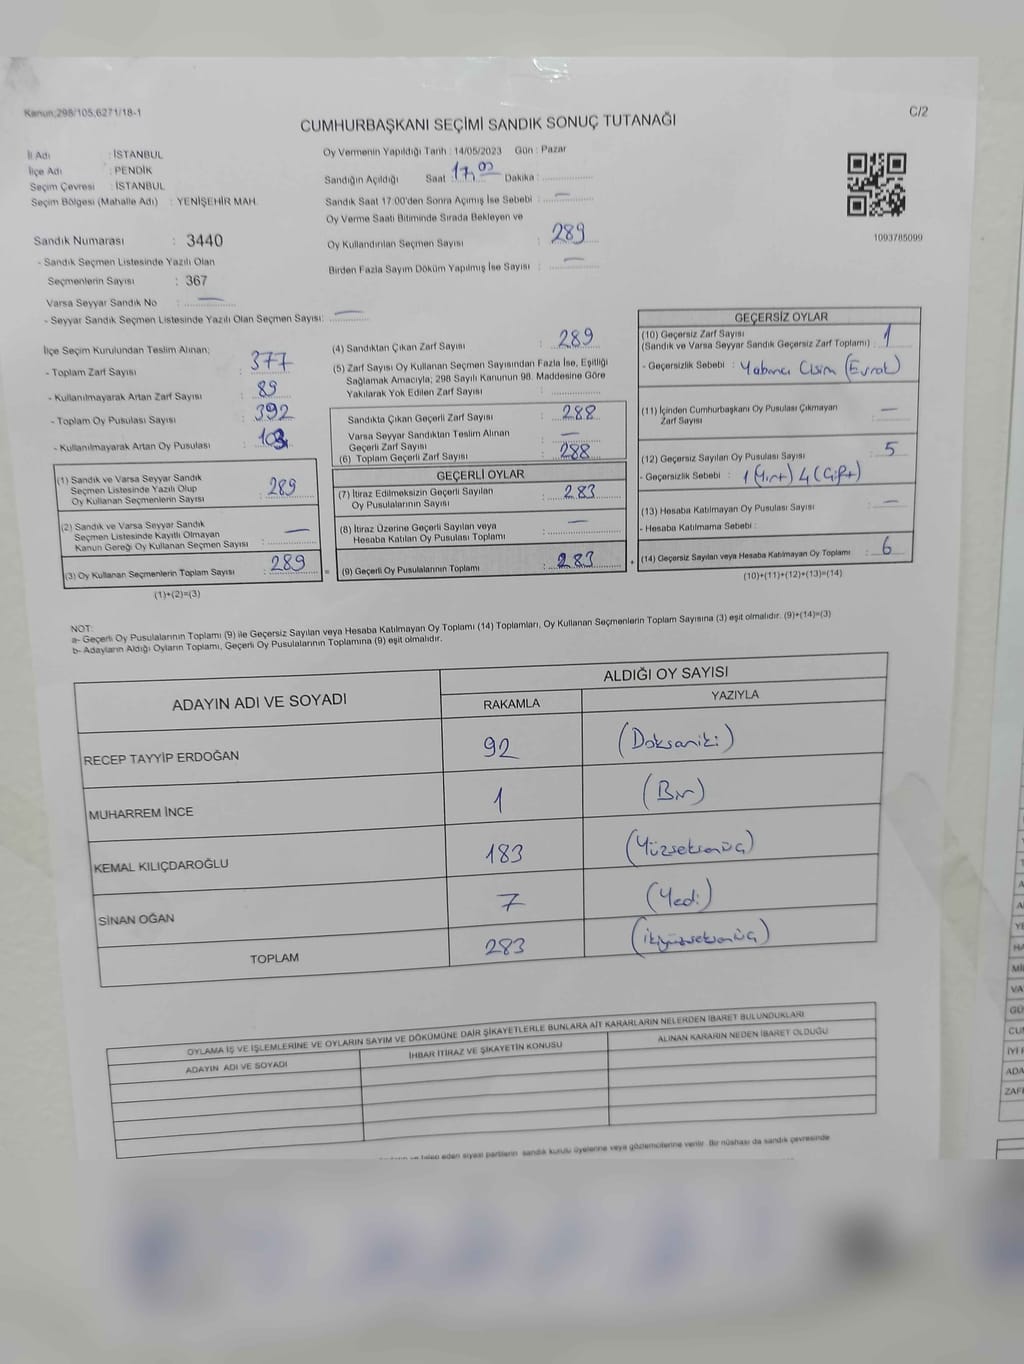 Kanun;298/105;6271/18-1
C/2
CUMHURBAŞKANI SEÇİMİ SANDIK SONUÇ TUTANAĞI
İl Adı : İSTANBUL
İlçe Adı : PENDİK
Seçim Çevresi : İSTANBUL
Seçim Bölgesi (Mahalle Adı) : YENİŞEHİR MAH.
Oy Vermenin Yapıldığı Tarih : 14/05/2023 Gün : Pazar
Sandığın Açıldığı Saat 17,00 Dakika :
Sandık Saat 17.00'den Sonra Açımış İse Sebebi : —
Oy Verme Saati Bitiminde Sırada Bekleyen ve
Oy Kullandırılan Seçmen Sayısı : 289
Birden Fazla Sayım Döküm Yapılmış İse Sayısı : —
1093785099
Sandık Numarası : 3440
- Sandık Seçmen Listesinde Yazılı Olan
Seçmenlerin Sayısı : 367
Varsa Seyyar Sandık No : —
- Seyyar Sandık Seçmen Listesinde Yazılı Olan Seçmen Sayısı: —
İlçe Seçim Kurulundan Teslim Alınan;
- Toplam Zarf Sayısı : 377
- Kullanılmayarak Artan Zarf Sayısı : 89
- Toplam Oy Pusulası Sayısı : 392
- Kullanılmayarak Artan Oy Pusulası : 103
(1) Sandık ve Varsa Seyyar Sandık
Seçmen Listesinde Yazılı Olup
Oy Kullanan Seçmenlerin Sayısı : 289
(2) Sandık ve Varsa Seyyar Sandık
Seçmen Listesinde Kayıtlı Olmayan
Kanun Gereği Oy Kullanan Seçmen Sayısı : —
(3) Oy Kullanan Seçmenlerin Toplam Sayısı : 289
(1)+(2)=(3)
(4) Sandıktan Çıkan Zarf Sayısı : 289
(5) Zarf Sayısı Oy Kullanan Seçmen Sayısından Fazla İse, Eşitliği
Sağlamak Amacıyla; 298 Sayılı Kanunun 98. Maddesine Göre
Yakılarak Yok Edilen Zarf Sayısı :
Sandıkta Çıkan Geçerli Zarf Sayısı : 288
Varsa Seyyar Sandıktan Teslim Alınan
Geçerli Zarf Sayısı : —
(6) Toplam Geçerli Zarf Sayısı : 288
GEÇERLİ OYLAR
(7) İtiraz Edilmeksizin Geçerli Sayılan
Oy Pusulalarının Sayısı : 283
(8) İtiraz Üzerine Geçerli Sayılan veya
Hesaba Katılan Oy Pusulası Toplamı : —
= (9) Geçerli Oy Pusulalarının Toplamı : 283
GEÇERSİZ OYLAR
(10) Geçersiz Zarf Sayısı
(Sandık ve Varsa Seyyar Sandık Geçersiz Zarf Toplamı) : 1
- Geçersizlik Sebebi : Yabancı Cisim (Evrak)
(11) İçinden Cumhurbaşkanı Oy Pusulası Çıkmayan
Zarf Sayısı : —
(12) Geçersiz Sayılan Oy Pusulası Sayısı : 5
- Geçersizlik Sebebi : 1 (Yırt) 4 (Çift)
(13) Hesaba Katılmayan Oy Pusulası Sayısı : —
- Hesaba Katılmama Sebebi :
+ (14) Geçersiz Sayılan veya Hesaba Katılmayan Oy Toplamı : 6
(10)+(11)+(12)+(13)=(14)
NOT:
a- Geçerli Oy Pusulalarının Toplamı (9) ile Geçersiz Sayılan veya Hesaba Katılmayan Oy Toplamı (14) Toplamları, Oy Kullanan Seçmenlerin Toplam Sayısına (3) eşit olmalıdır. (9)+(14)=(3)
b- Adayların Aldığı Oyların Toplamı, Geçerli Oy Pusulalarının Toplamına (9) eşit olmalıdır.
ADAYIN ADI VE SOYADI
ALDIĞI OY SAYISI
RAKAMLA YAZIYLA
RECEP TAYYİP ERDOĞAN 92 (Doksaniki)
MUHARREM İNCE 1 (Bir)
KEMAL KILIÇDAROĞLU 183 (Yüzseksenüç)
SİNAN OĞAN 7 (Yedi)
TOPLAM 283 (ikiyüzseksenüç)
OYLAMA İŞ VE İŞLEMLERİNE VE OYLARIN SAYIM VE DÖKÜMÜNE DAİR ŞİKAYETLERLE BUNLARA AİT KARARLARIN NELERDEN İBARET BULUNDUKLARI
ADAYIN ADI VE SOYADI İHBAR İTİRAZ VE ŞİKAYETİN KONUSU ALINAN KARARIN NEDEN İBARET OLDUĞU
talep eden siyasi partilerin sandık kurulu üyelerine veya gözlemcilerine verilir. Bir nüshası da sandık çevresinde